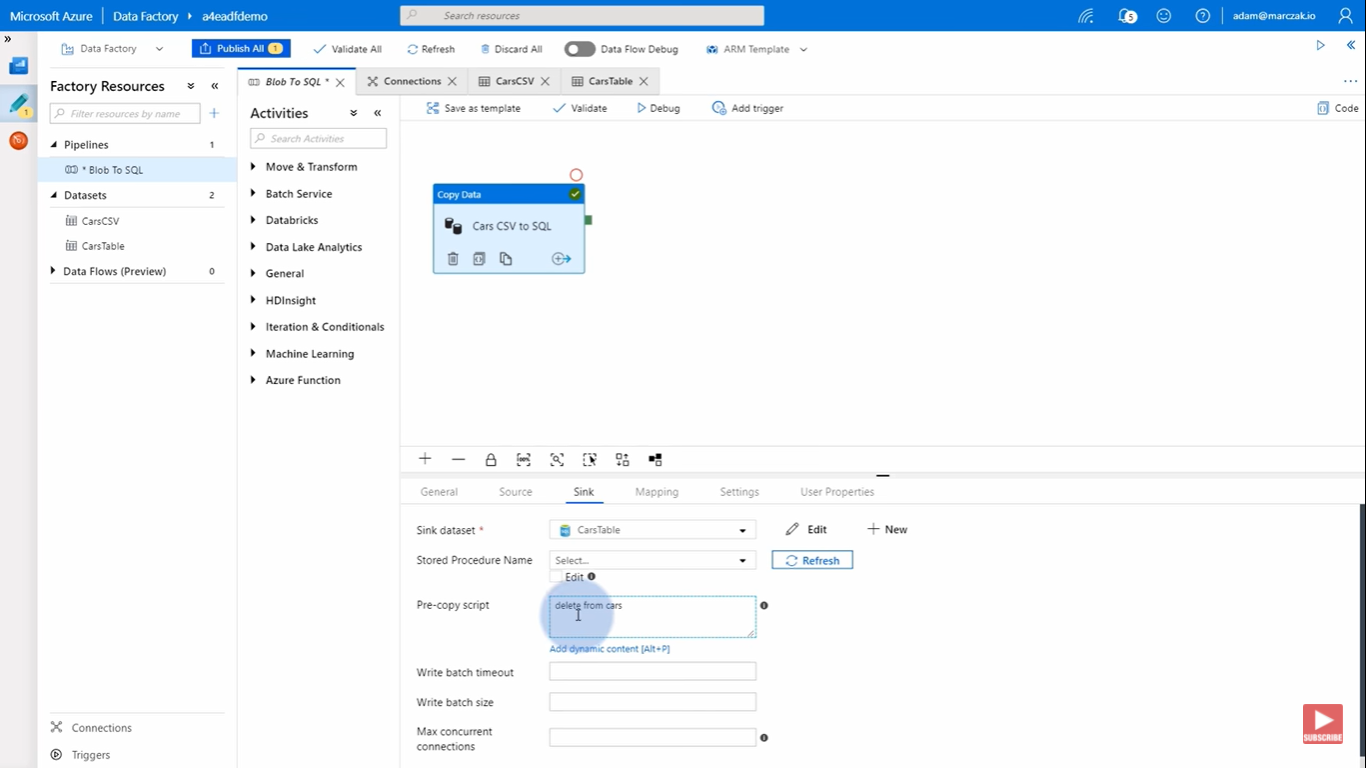 Microsoft Azure
Data Factory
a4eadfdemo
Search resources
5
adam@marczak.io
»
Data Factory
Publish All 1
Validate All
Refresh
Discard All
Data Flow Debug
ARM Template
«
1
Factory Resources
«
Filter resources by name
+
Pipelines 1
* Blob To SQL
Datasets 2
CarsCSV
CarsTable
Data Flows (Preview) 0
Connections
Triggers
Blob To SQL *
Connections
CarsCSV
CarsTable
...
Activities
«
Search Activities
Move & Transform
Batch Service
Databricks
Data Lake Analytics
General
HDInsight
Iteration & Conditionals
Machine Learning
Azure Function
Save as template
Validate
Debug
Add trigger
Code
Copy Data
Cars CSV to SQL
General
Source
Sink
Mapping
Settings
User Properties
Sink dataset *
CarsTable
Edit
+ New
Stored Procedure Name
Select...
Refresh
Edit
Pre-copy script
delete from cars
Add dynamic content [Alt+P]
Write batch timeout
Write batch size
Max concurrent
connections
SUBSCRIBE